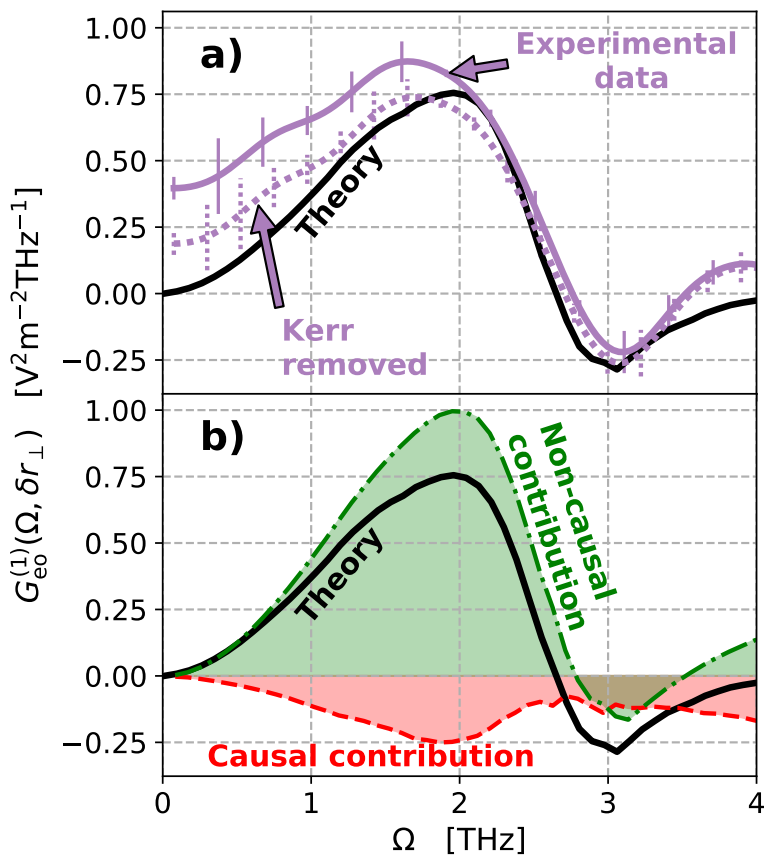 a)
1.00
0.75
0.50
0.25
0.00
−0.25
Experimental
data
Theory
Kerr
removed
b)
1.00
0.75
0.50
0.25
0.00
−0.25
Non-causal
contribution
Theory
Causal contribution
G_eo^(1)(Ω, δr_⊥) [V²m⁻²THz⁻¹]
0 1 2 3 4
Ω [THz]